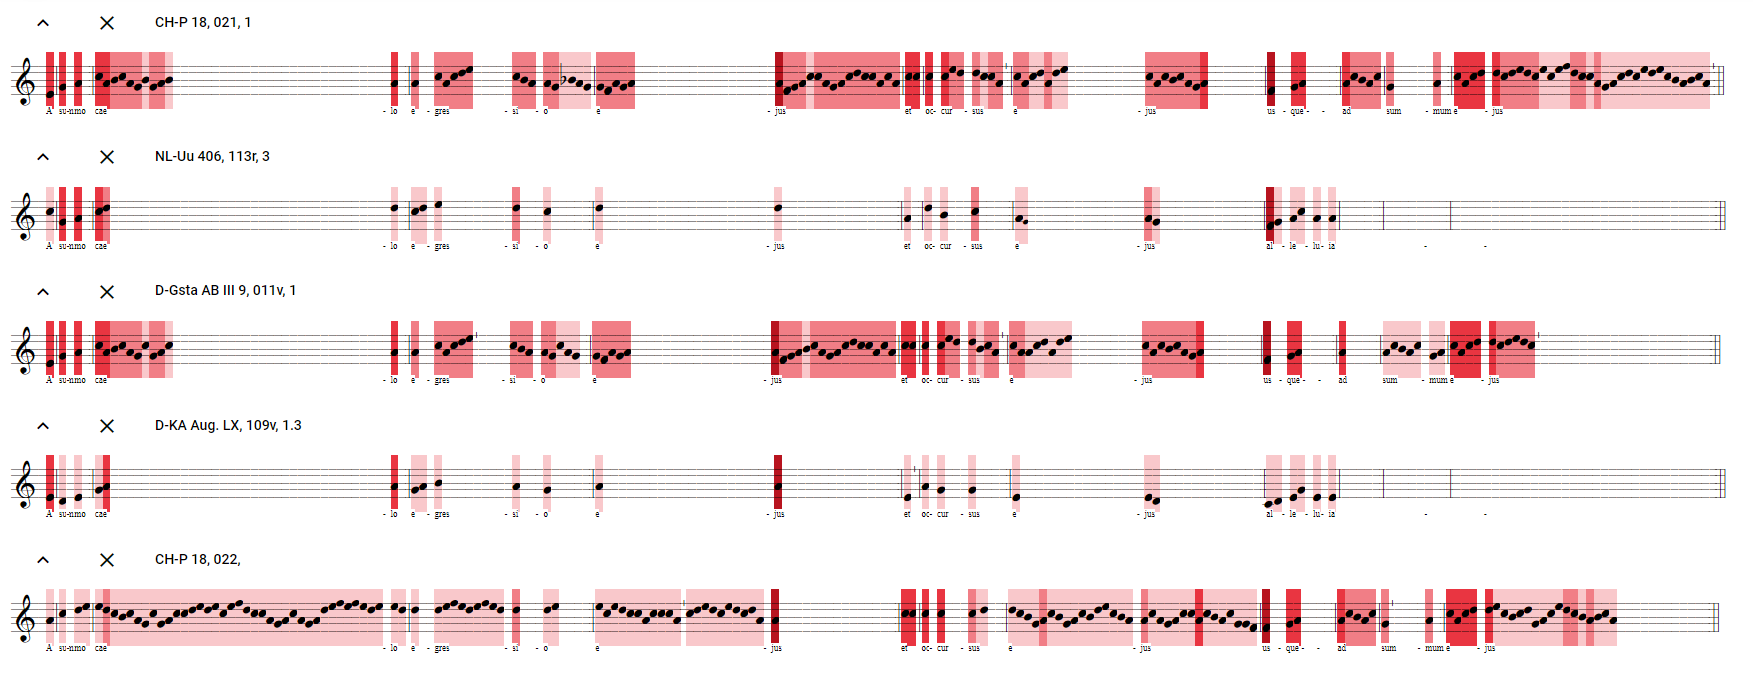 CH-P 18, 021, 1
A su-mmo cae - lo e - gres - si - o e - jus et oc- cur - sus e - jus us - que - - ad sum - mum e - jus
NL-Uu 406, 113r, 3
A su-mmo cae - lo e - gres - si - o e - jus et oc- cur - sus e - jus al - le - lu- ia - -
D-Gsta AB III 9, 011v, 1
A su-mmo cae - lo e - gres - si - o e - jus et oc- cur - sus e - jus us - que - - ad sum - mum e - jus
D-KA Aug. LX, 109v, 1.3
A su-mmo cae - lo e - gres - si - o e - jus et oc- cur - sus e - jus al - le - lu- ia - -
CH-P 18, 022,
A su-mmo cae - lo e - gres - si - o e - jus et oc- cur - sus e - jus us - que - - ad sum - mum e - jus